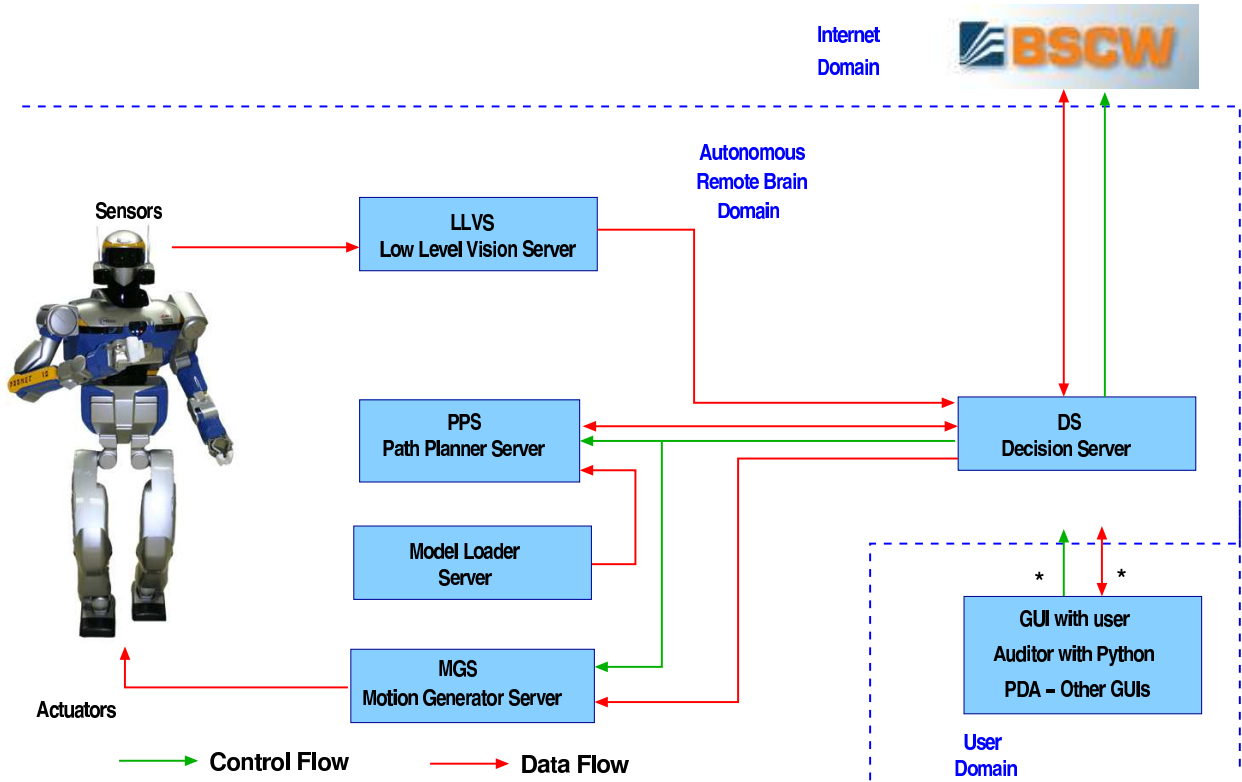 Internet
Domain
BSCW
Autonomous
Remote Brain
Domain
Sensors
LLVS
Low Level Vision Server
PPS
Path Planner Server
DS
Decision Server
Model Loader
Server
* *
GUI with user
Auditor with Python
PDA – Other GUIs
MGS
Motion Generator Server
Actuators
User
Domain
Control Flow
Data Flow